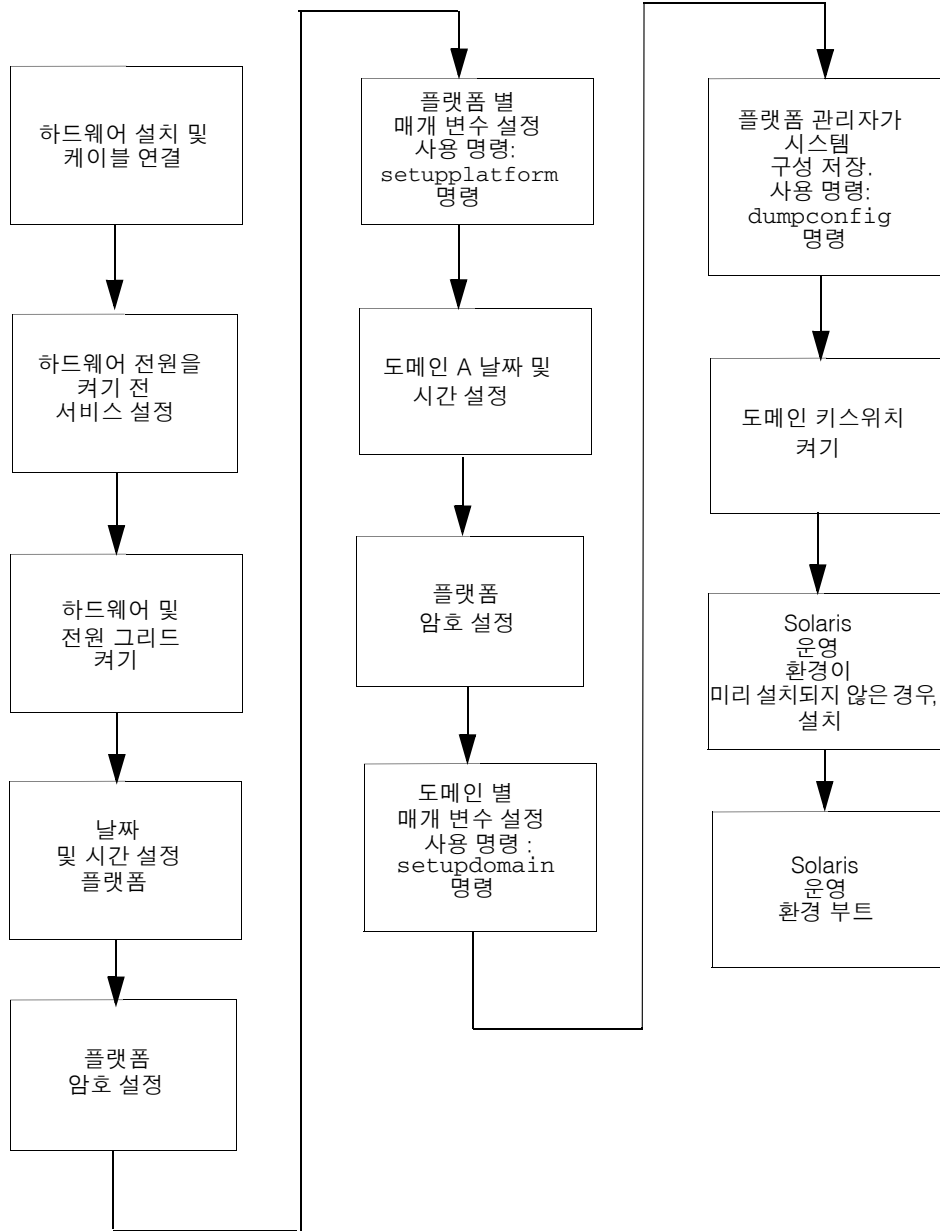 하드웨어 설치 및
케이블 연결
하드웨어 전원을
켜기 전
서비스 설정
하드웨어 및
전원 그리드
켜기
날짜
및 시간 설정
플랫폼
플랫폼
암호 설정
플랫폼 별
매개 변수 설정
사용 명령:
setupplatform
명령
도메인 A 날짜 및
시간 설정
플랫폼
암호 설정
도메인 별
매개 변수 설정
사용 명령 :
setupdomain
명령
플랫폼 관리자가
시스템
구성 저장.
사용 명령:
dumpconfig
명령
도메인 키스위치
켜기
Solaris
운영
환경이
미리 설치되지 않은 경우,
설치
Solaris
운영
환경 부트